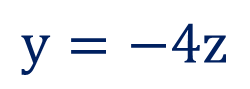 y = −4z